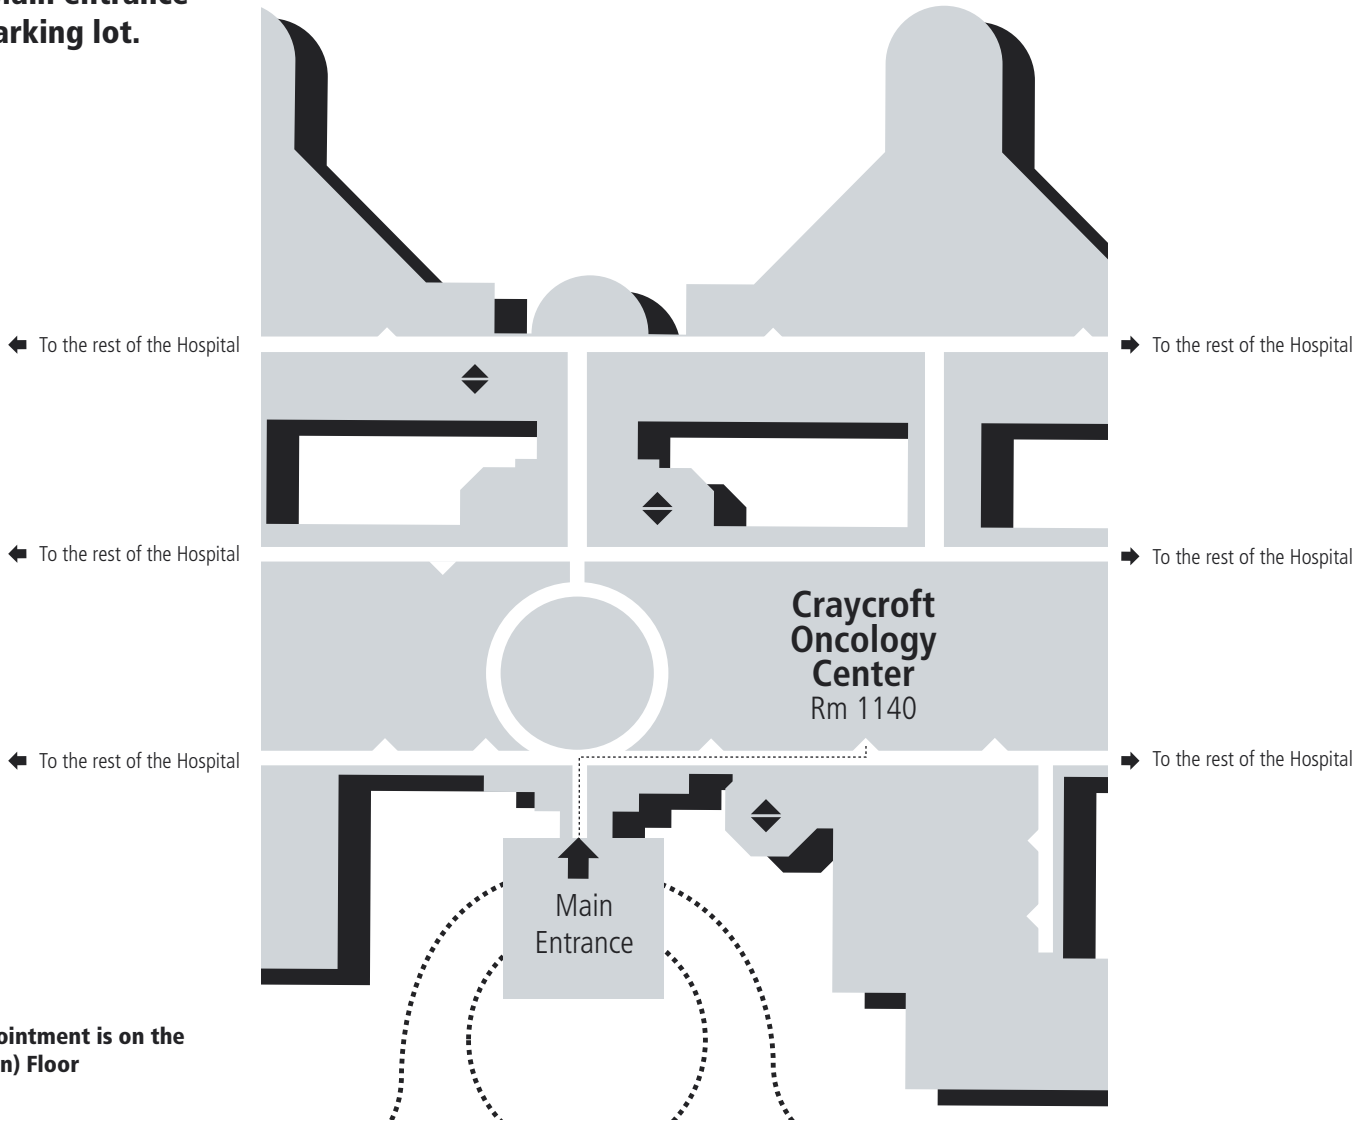 arking lot.
To the rest of the Hospital
To the rest of the Hospital
To the rest of the Hospital
To the rest of the Hospital
Craycroft
Oncology
Center
Rm 1140
To the rest of the Hospital
To the rest of the Hospital
Main
Entrance
ointment is on the
n) Floor